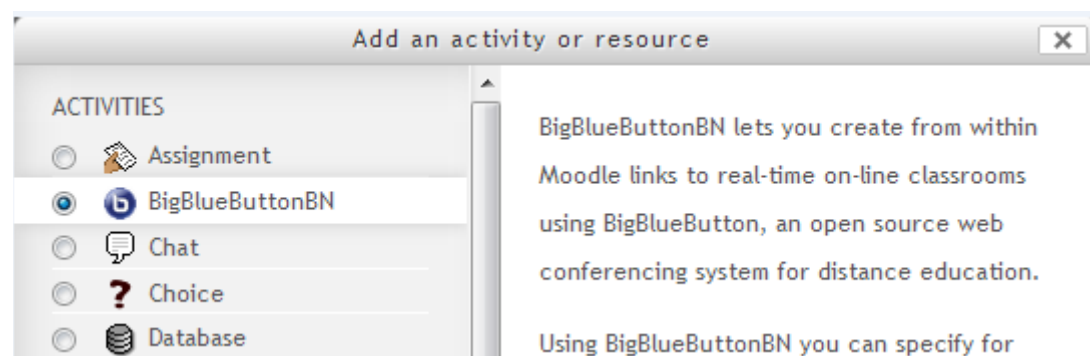 Add an activity or resource
ACTIVITIES
Assignment
BigBlueButtonBN
Chat
Choice
Database
BigBlueButtonBN lets you create from within
Moodle links to real-time on-line classrooms
using BigBlueButton, an open source web
conferencing system for distance education.
Using BigBlueButtonBN you can specify for